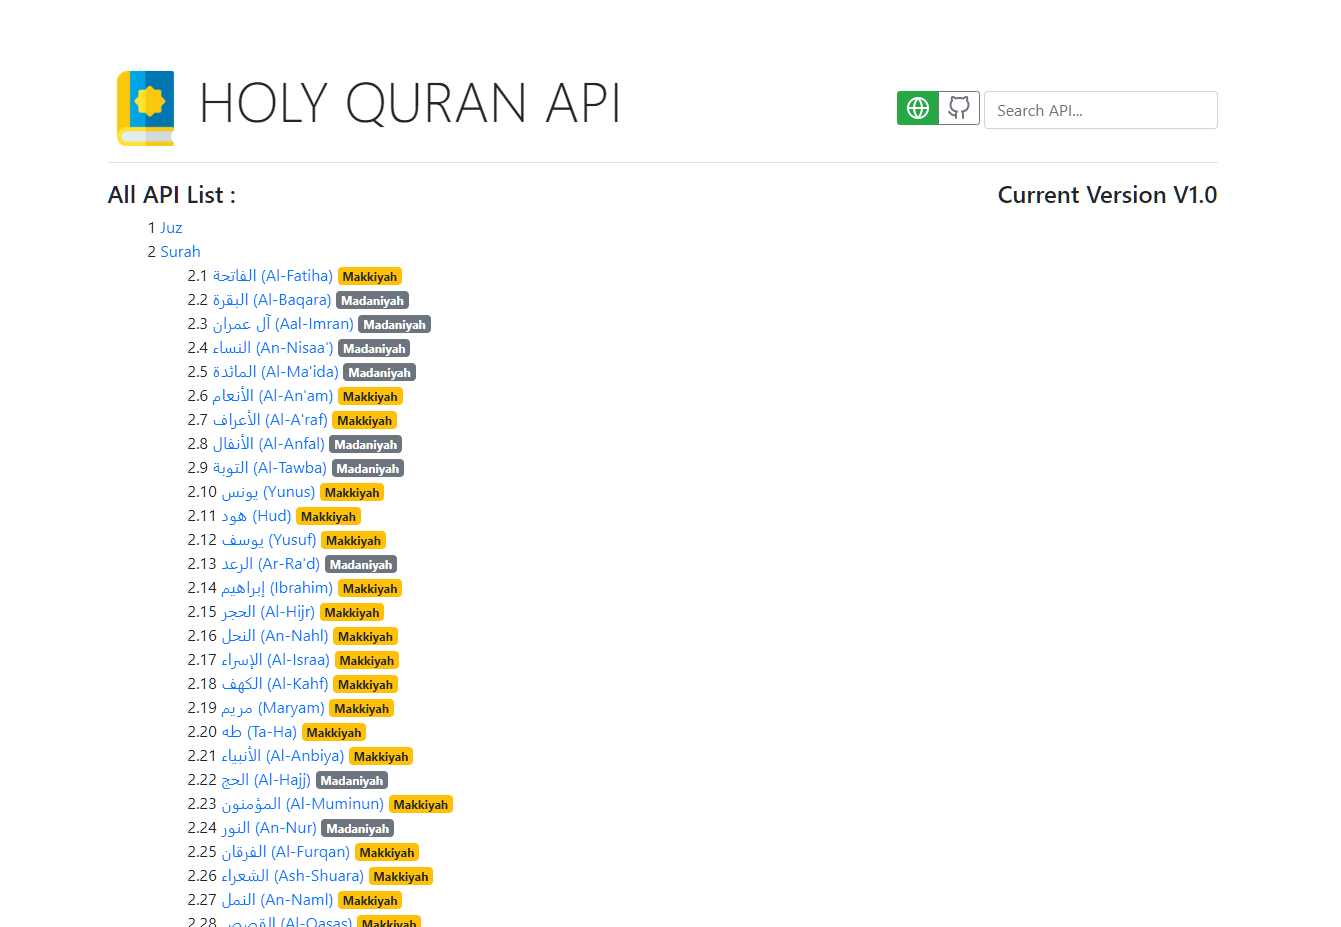 HOLY QURAN API
Search API...
All API List :
Current Version V1.0
1 Juz
2 Surah
2.1 الفاتحة (Al-Fatiha) Makkiyah
2.2 البقرة (Al-Baqara) Madaniyah
2.3 آل عمران (Aal-Imran) Madaniyah
2.4 النساء (An-Nisaa') Madaniyah
2.5 المائدة (Al-Ma'ida) Madaniyah
2.6 الأنعام (Al-An'am) Makkiyah
2.7 الأعراف (Al-A'raf) Makkiyah
2.8 الأنفال (Al-Anfal) Madaniyah
2.9 التوبة (Al-Tawba) Madaniyah
2.10 يونس (Yunus) Makkiyah
2.11 هود (Hud) Makkiyah
2.12 يوسف (Yusuf) Makkiyah
2.13 الرعد (Ar-Ra'd) Madaniyah
2.14 إبراهيم (Ibrahim) Makkiyah
2.15 الحجر (Al-Hijr) Makkiyah
2.16 النحل (An-Nahl) Makkiyah
2.17 الإسراء (Al-Israa) Makkiyah
2.18 الكهف (Al-Kahf) Makkiyah
2.19 مريم (Maryam) Makkiyah
2.20 طه (Ta-Ha) Makkiyah
2.21 الأنبياء (Al-Anbiya) Makkiyah
2.22 الحج (Al-Hajj) Madaniyah
2.23 المؤمنون (Al-Muminun) Makkiyah
2.24 النور (An-Nur) Madaniyah
2.25 الفرقان (Al-Furqan) Makkiyah
2.26 الشعراء (Ash-Shuara) Makkiyah
2.27 النمل (An-Naml) Makkiyah
2.28 القصص (Al-Qasas) Makkiyah